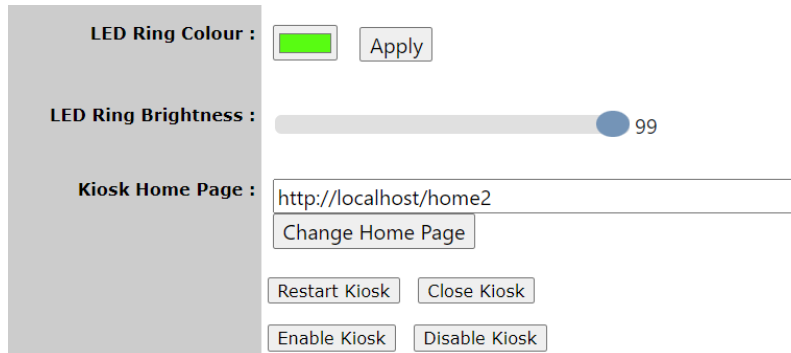 LED Ring Colour : Apply
LED Ring Brightness : 99
Kiosk Home Page : http://localhost/home2
Change Home Page
Restart Kiosk Close Kiosk
Enable Kiosk Disable Kiosk